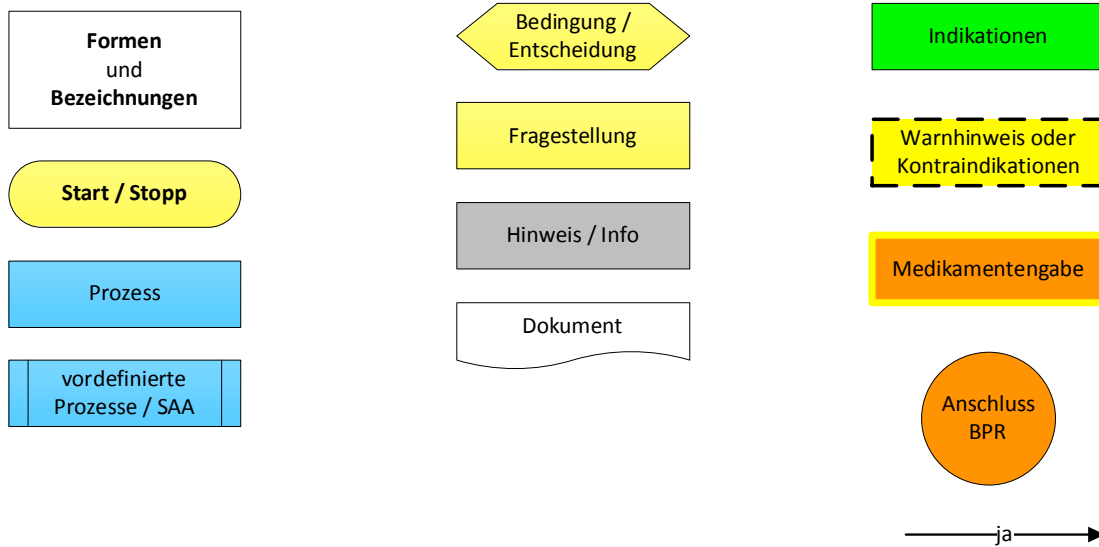 Formen
und
Bezeichnungen
Start / Stopp
Prozess
vordefinierte
Prozesse / SAA
Bedingung /
Entscheidung
Fragestellung
Hinweis / Info
Dokument
Indikationen
Warnhinweis oder
Kontraindikationen
Medikamentengabe
Anschluss
BPR
ja